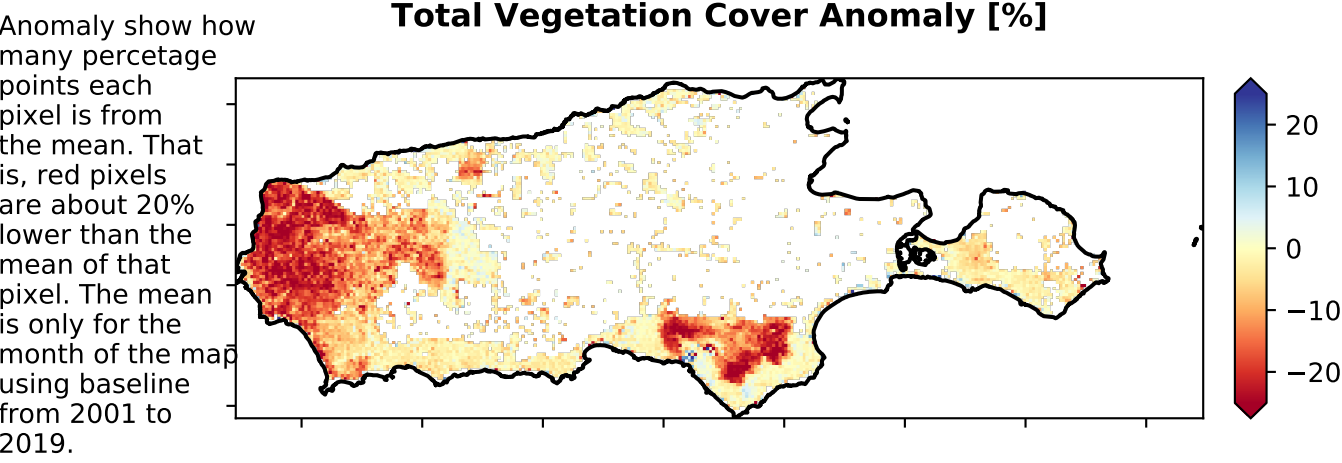 Total Vegetation Cover Anomaly [%]
Anomaly show how
many percetage
points each
pixel is from
the mean. That
is, red pixels
are about 20%
lower than the
mean of that
pixel. The mean
is only for the
month of the map
using baseline
from 2001 to
2019.
20
10
0
−10
−20